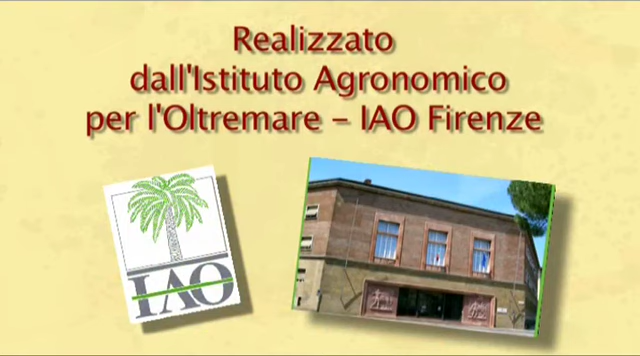 Realizzato
dall'Istituto Agronomico
per l'Oltremare – IAO Firenze
IAO